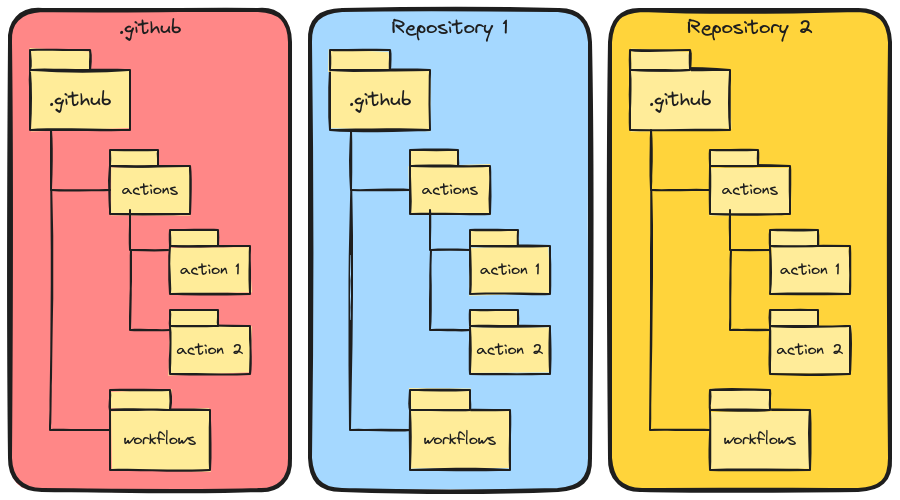 .github
.github
actions
action 1
action 2
workflows
Repository 1
.github
actions
action 1
action 2
workflows
Repository 2
.github
actions
action 1
action 2
workflows